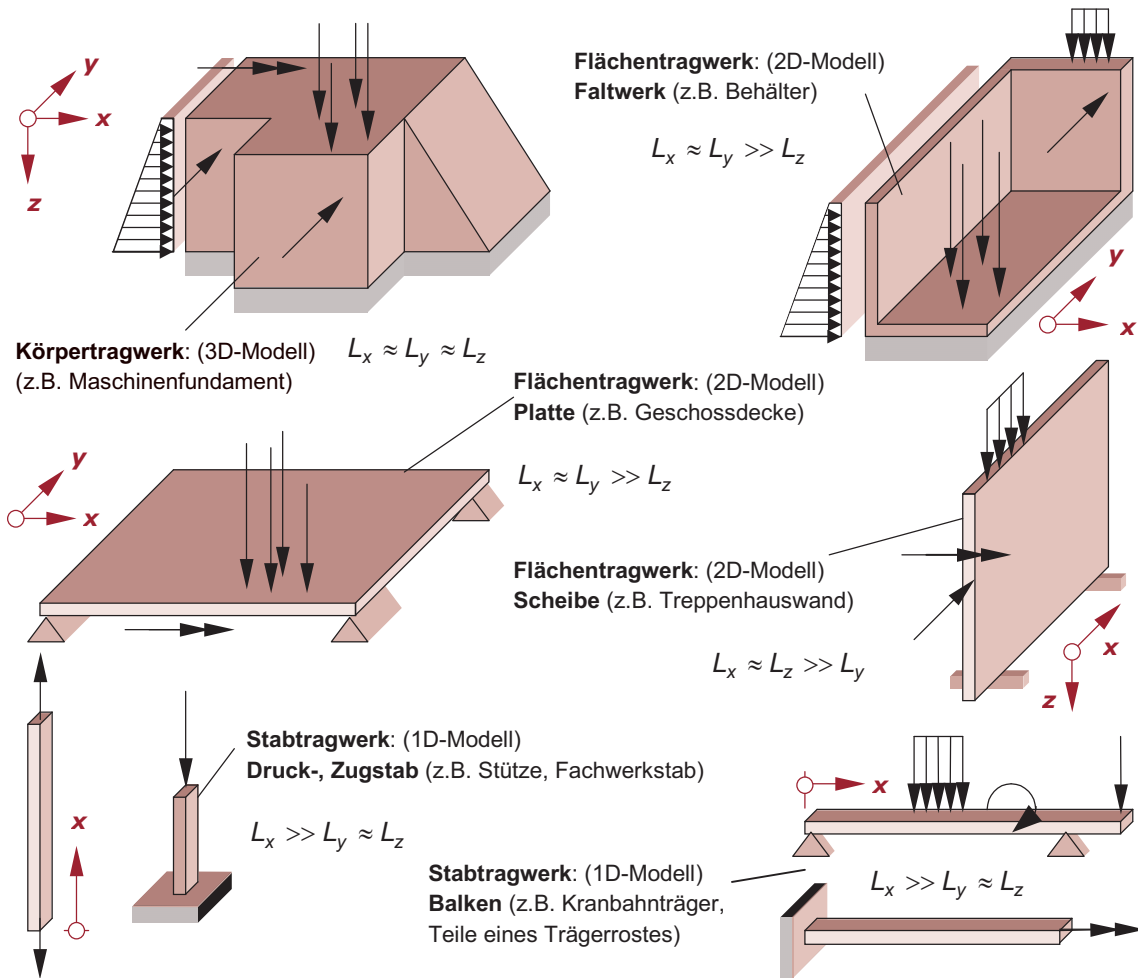 y
x
z
Flächentragwerk: (2D-Modell)
Faltwerk (z.B. Behälter)
Lx ≈ Ly >> Lz
y
x
Körpertragwerk: (3D-Modell)
(z.B. Maschinenfundament)
Lx ≈ Ly ≈ Lz
Flächentragwerk: (2D-Modell)
Platte (z.B. Geschossdecke)
Lx ≈ Ly >> Lz
y
x
Flächentragwerk: (2D-Modell)
Scheibe (z.B. Treppenhauswand)
Lx ≈ Lz >> Ly
x
z
Stabtragwerk: (1D-Modell)
Druck-, Zugstab (z.B. Stütze, Fachwerkstab)
Lx >> Ly ≈ Lz
x
x
Stabtragwerk: (1D-Modell)
Balken (z.B. Kranbahnträger,
Teile eines Trägerrostes)
Lx >> Ly ≈ Lz